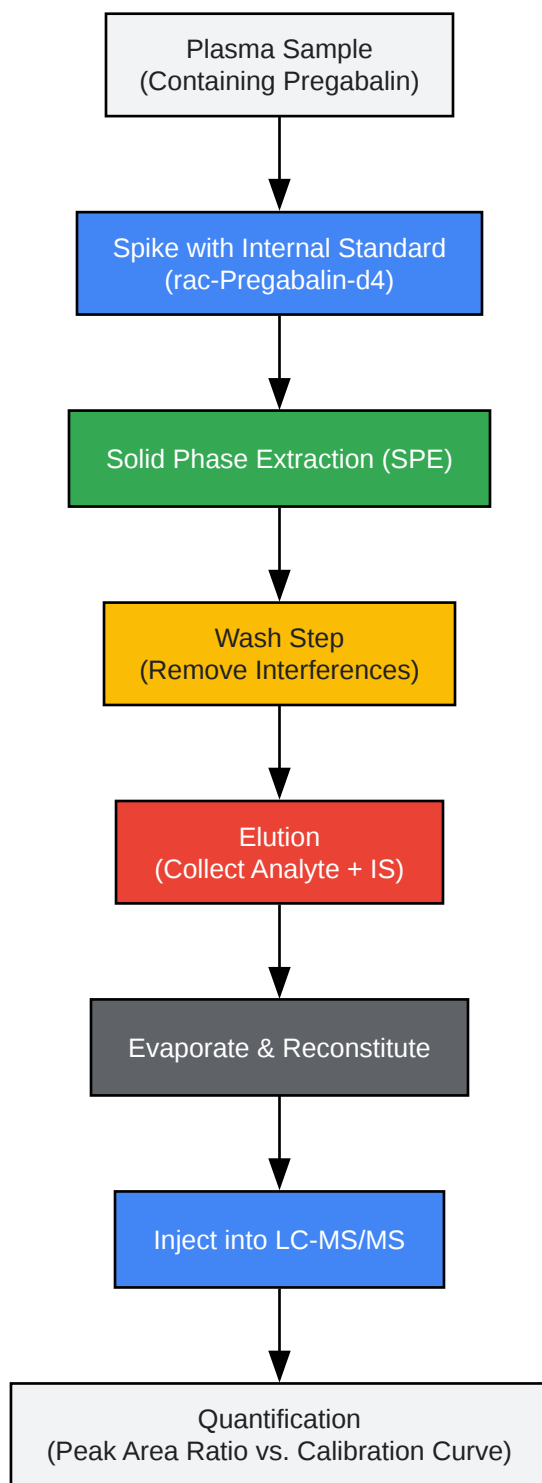 Plasma Sample
(Containing Pregabalin)
Spike with Internal Standard
(rac-Pregabalin-d4)
Solid Phase Extraction (SPE)
Wash Step
(Remove Interferences)
Elution
(Collect Analyte + IS)
Evaporate & Reconstitute
Inject into LC-MS/MS
Quantification
(Peak Area Ratio vs. Calibration Curve)